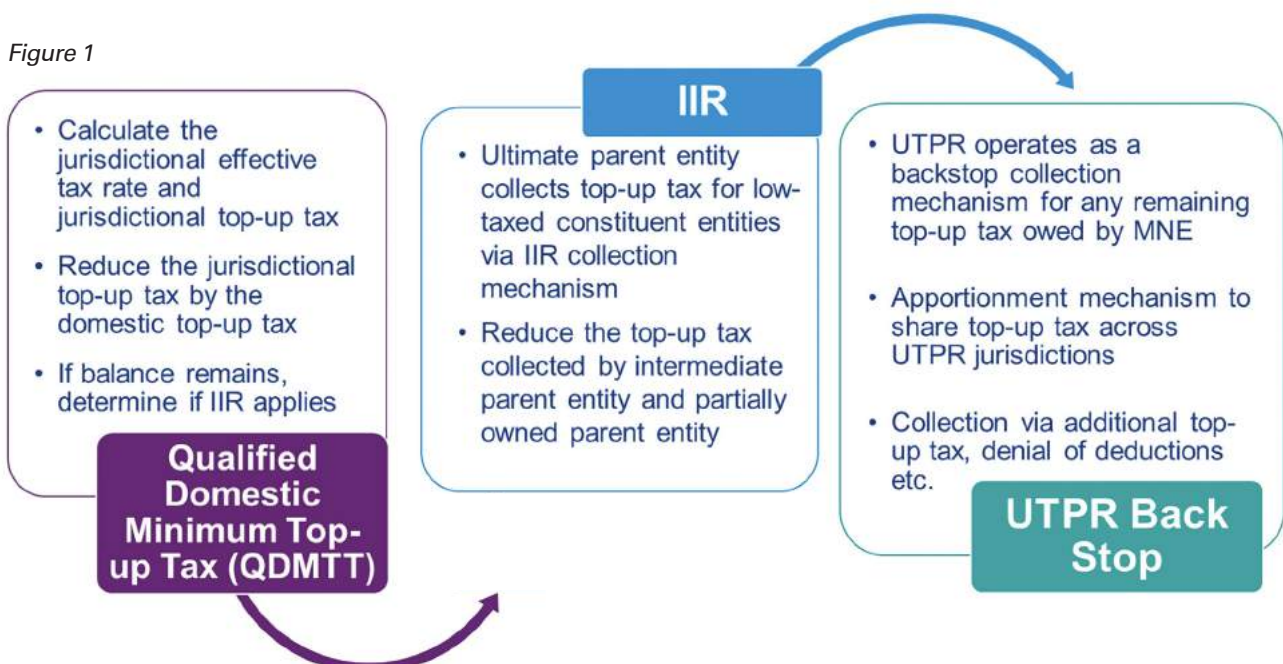 Figure 1
• Calculate the
jurisdictional effective
tax rate and
jurisdictional top-up tax
• Reduce the jurisdictional
top-up tax by the
domestic top-up tax
• If balance remains,
determine if IIR applies
Qualified
Domestic
Minimum Top-
up Tax (QDMTT)
IIR
• Ultimate parent entity
collects top-up tax for low-
taxed constituent entities
via IIR collection
mechanism
• Reduce the top-up tax
collected by intermediate
parent entity and partially
owned parent entity
• UTPR operates as a
backstop collection
mechanism for any remaining
top-up tax owed by MNE
• Apportionment mechanism to
share top-up tax across
UTPR jurisdictions
• Collection via additional top-
up tax, denial of deductions
etc.
UTPR Back
Stop